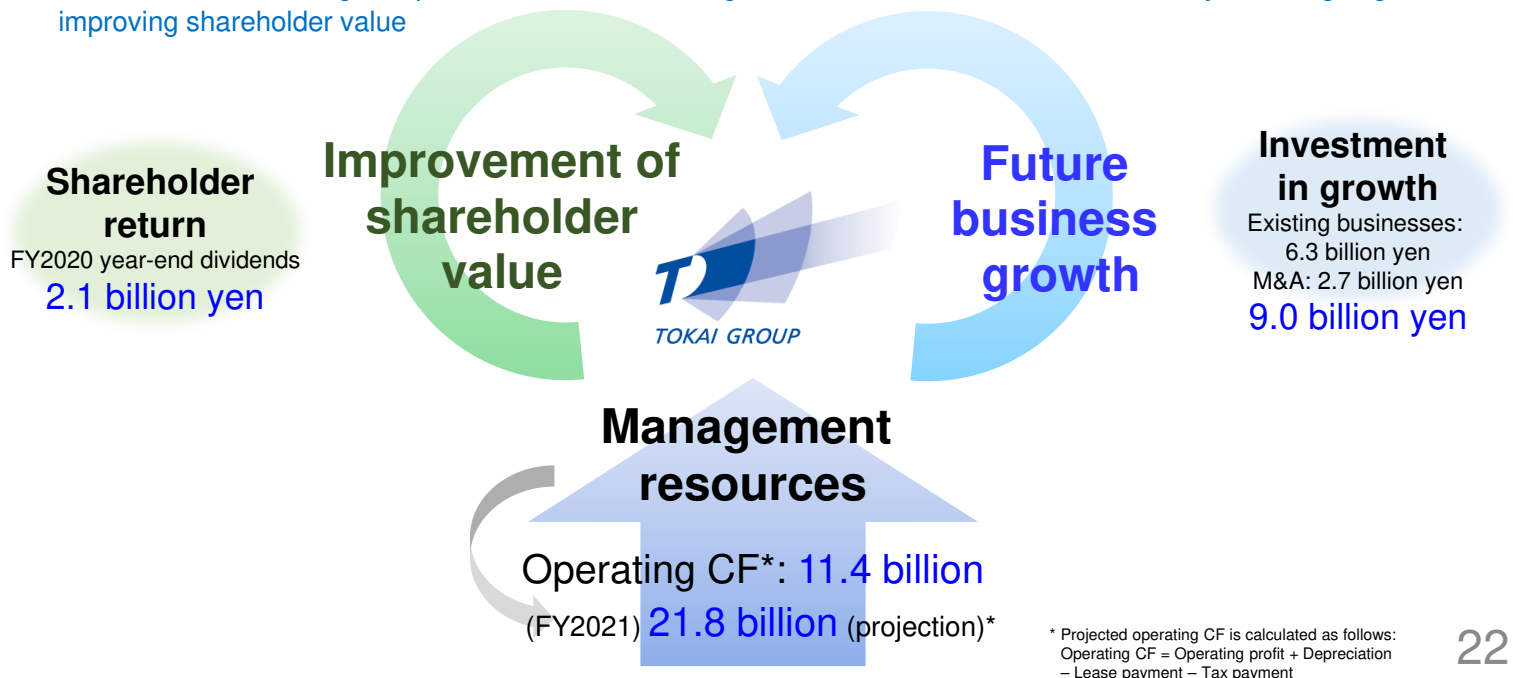 improving shareholder value
Shareholder
return
FY2020 year-end dividends
2.1 billion yen
Improvement of
shareholder
value
TOKAI GROUP
Future
business
growth
Investment
in growth
Existing businesses:
6.3 billion yen
M&A: 2.7 billion yen
9.0 billion yen
Management
resources
Operating CF*: 11.4 billion
(FY2021) 21.8 billion (projection)*
* Projected operating CF is calculated as follows:
Operating CF = Operating profit + Depreciation
– Lease payment – Tax payment
22